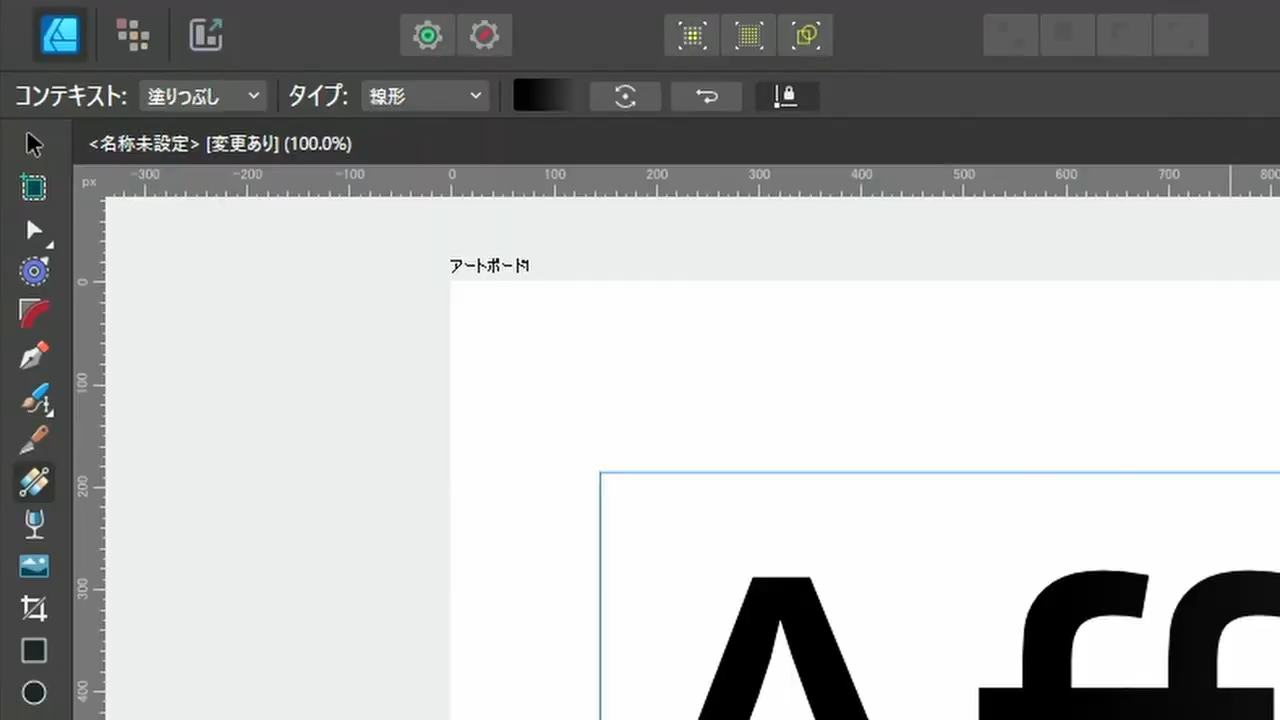 コンテキスト: 塗りつぶし タイプ: 線形
<名称未設定> [変更あり] (100.0%)
px -300 -200 -100 0 100 200 300 400 500 600 700 800
アートボード1
0
100
200
300
400
Aff